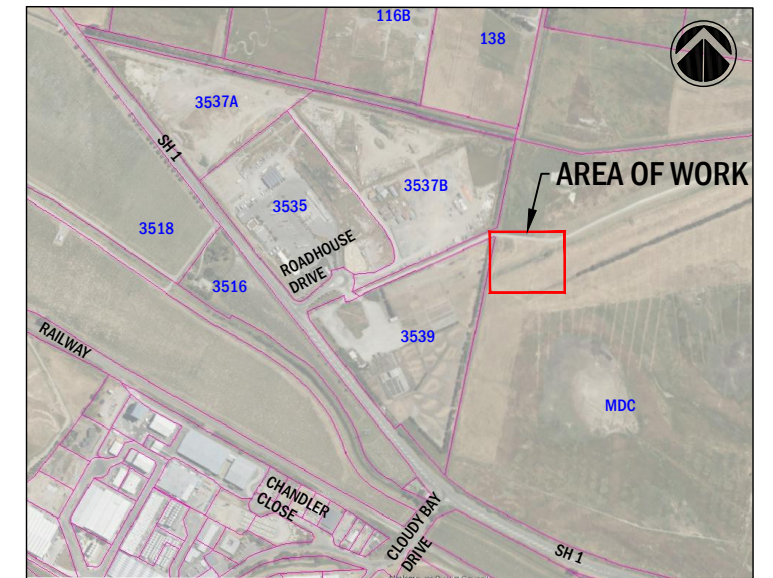 116B
138
3537A
SH 1
3537B
AREA OF WORK
3535
3518
ROADHOUSE
DRIVE
3516
3539
RAILWAY
MDC
CHANDLER
CLOSE
CLOUDY BAY
DRIVE
SH 1